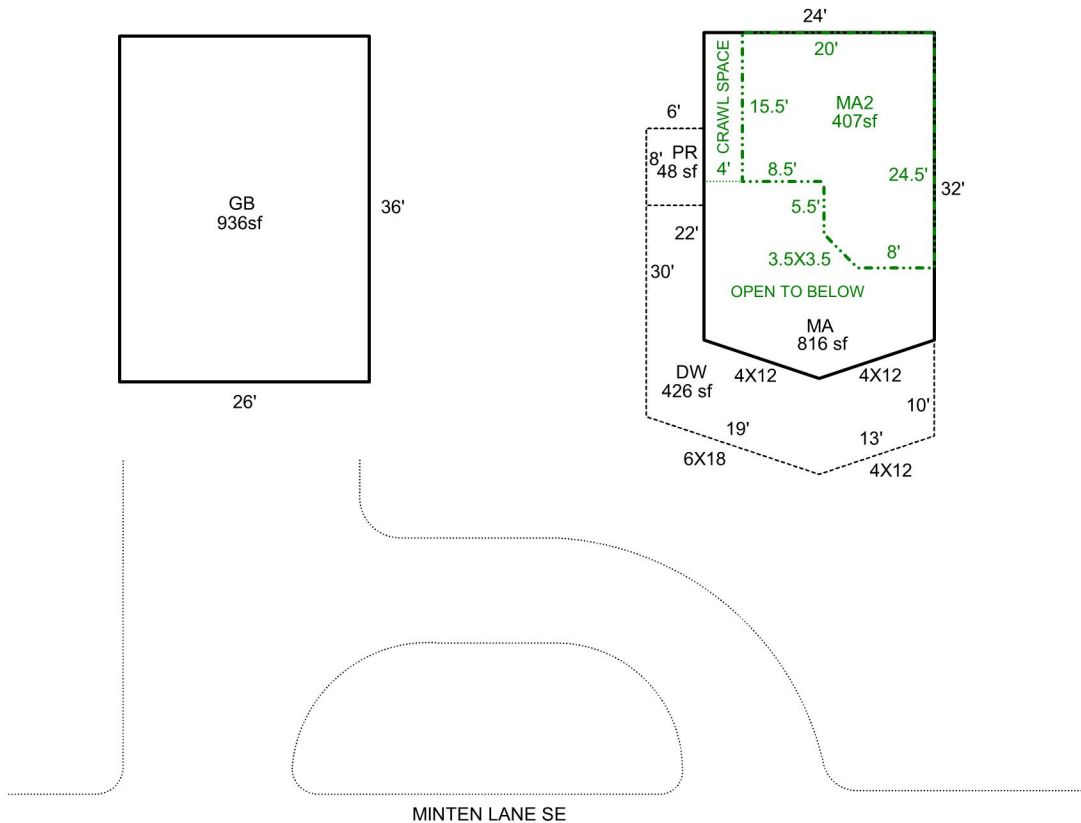 24'
20'
CRAWL SPACE
15.5'
MA2
407sf
6'
8'
PR
48 sf
4'
8.5'
24.5'
32'
GB
936sf
36'
5.5'
22'
3.5X3.5
8'
30'
OPEN TO BELOW
MA
816 sf
DW
426 sf
4X12
4X12
26'
10'
19'
13'
6X18
4X12
MINTEN LANE SE